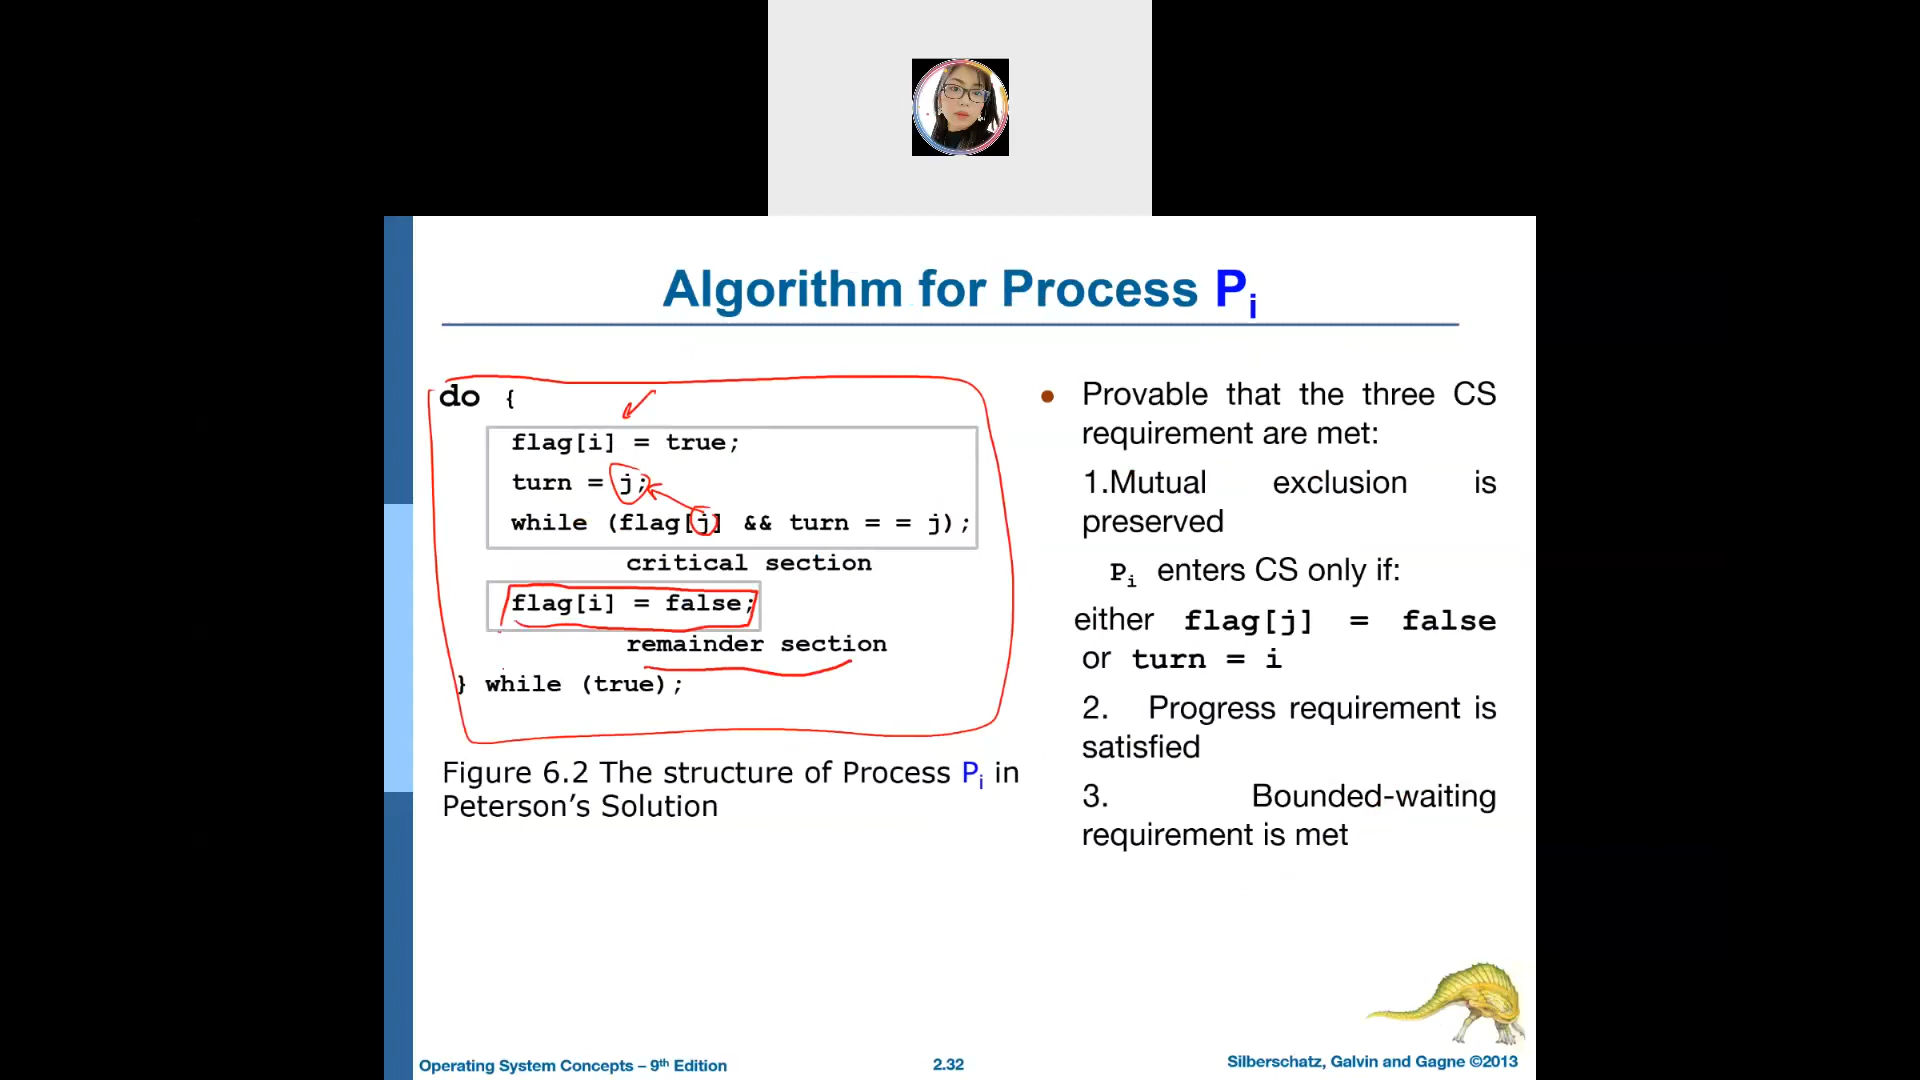 Algorithm for Process Pi
do {
flag[i] = true;
turn = j;
while (flag[j] && turn = = j);
critical section
flag[i] = false;
remainder section
} while (true);
Figure 6.2 The structure of Process Pi in
Peterson’s Solution
• Provable that the three CS
requirement are met:
1.Mutual exclusion is
preserved
Pi enters CS only if:
either flag[j] = false
or turn = i
2. Progress requirement is
satisfied
3. Bounded-waiting
requirement is met
Operating System Concepts – 9th Edition
2.32
Silberschatz, Galvin and Gagne ©2013